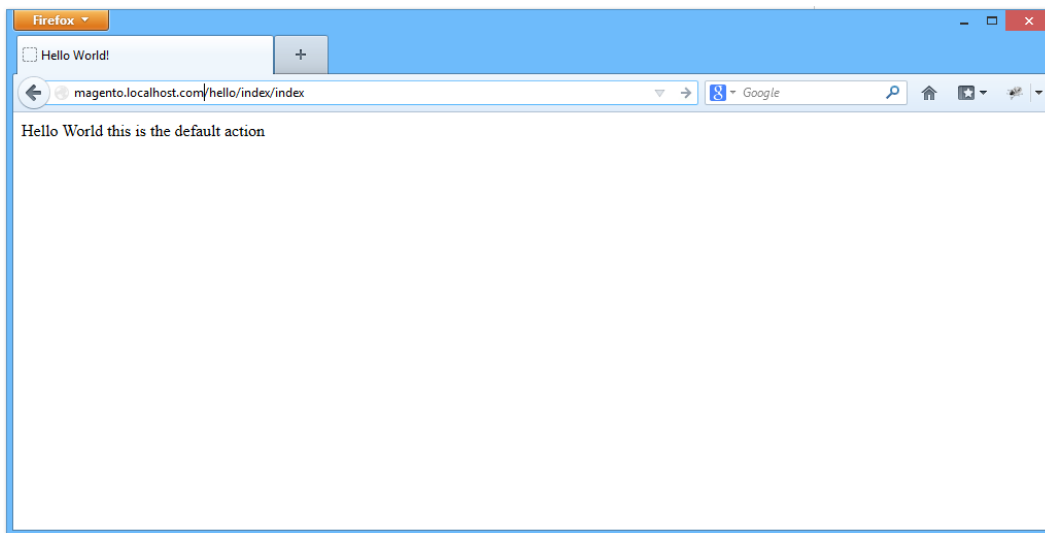 Firefox
Hello World!
magento.localhost.com/hello/index/index
Google
Hello World this is the default action